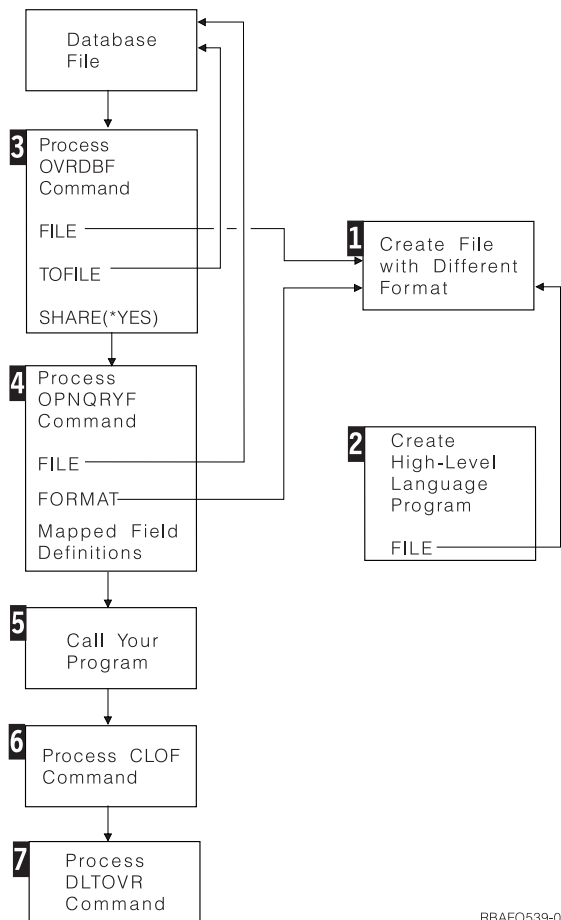 Database
File
3
Process
OVRDBF
Command
FILE
TOFILE
SHARE(*YES)
1
Create File
with Different
Format
4
Process
OPNQRYF
Command
FILE
FORMAT
Mapped Field
Definitions
2
Create
High-Level
Language
Program
FILE
5
Call Your
Program
6
Process CLOF
Command
7
Process
DLTOVR
Command
RBAFO539-0